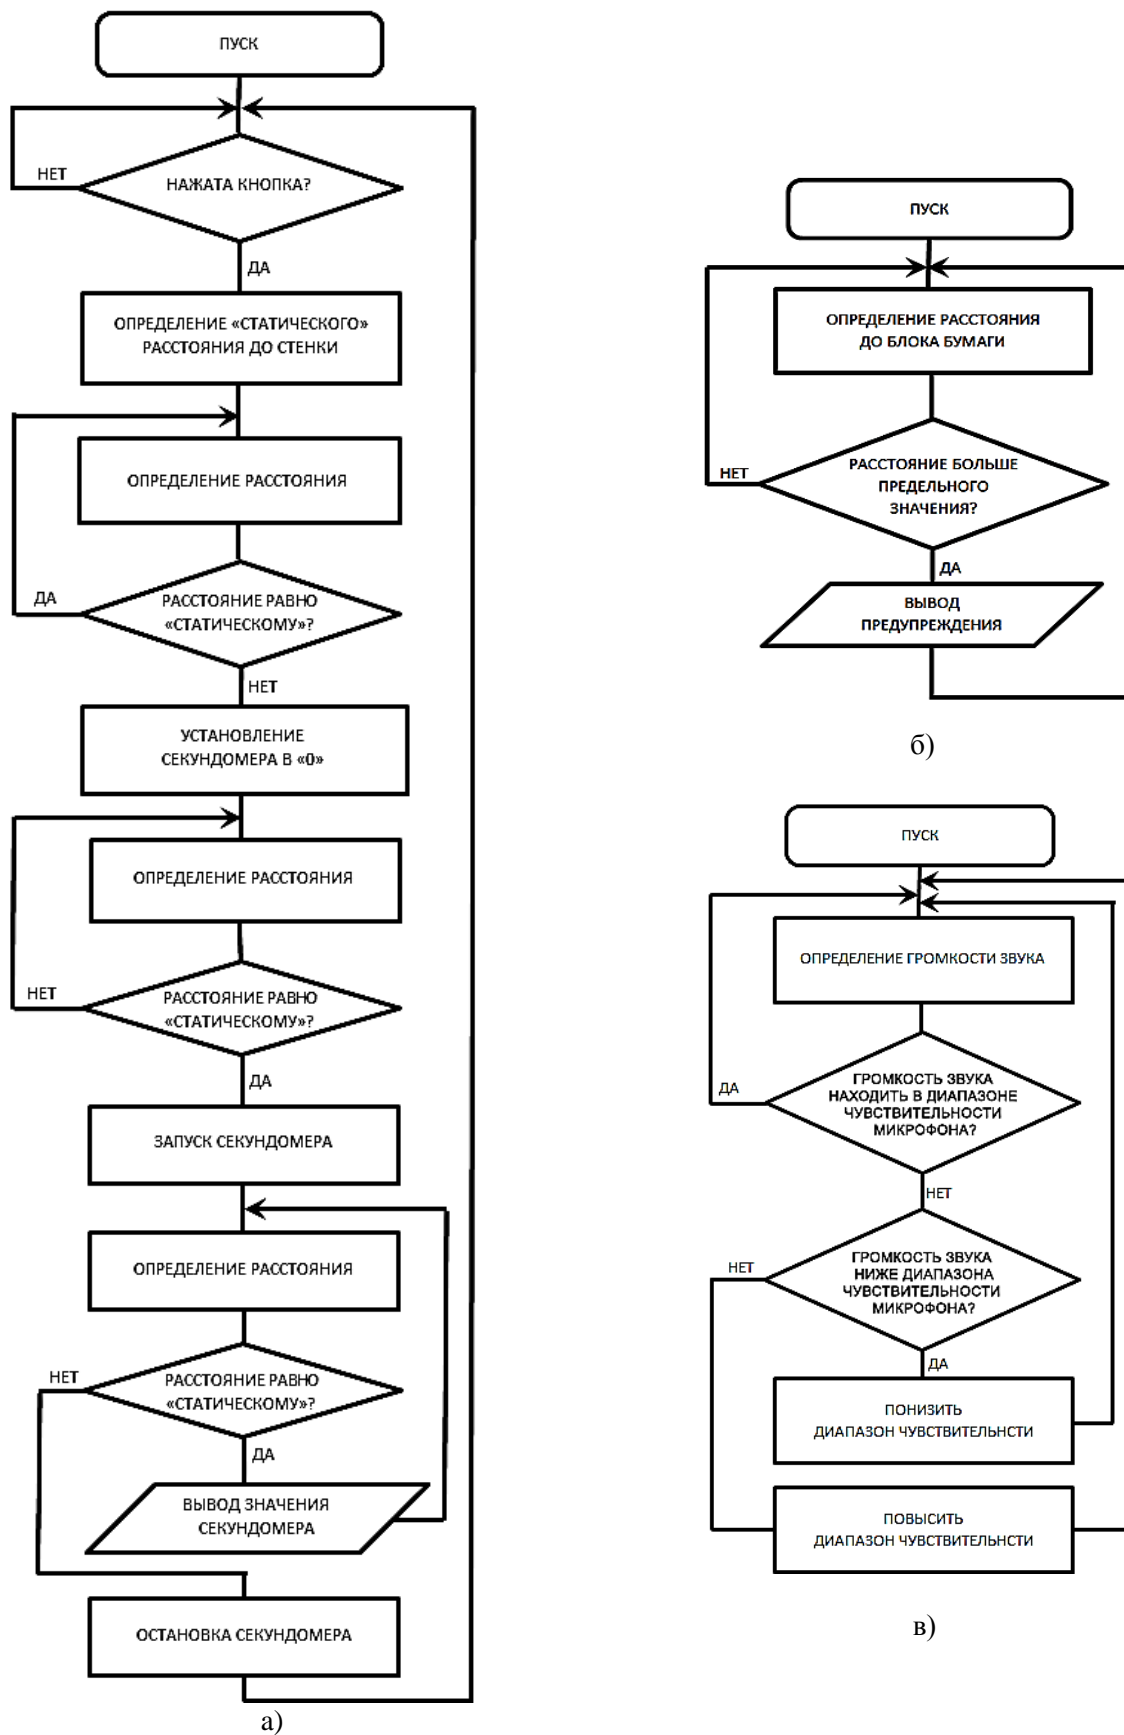 ПУСК
НЕТ
НАЖАТА КНОПКА?
ДА
ОПРЕДЕЛЕНИЕ «СТАТИЧЕСКОГО»
РАССТОЯНИЯ ДО СТЕНКИ
ОПРЕДЕЛЕНИЕ РАССТОЯНИЯ
ДА
РАССТОЯНИЕ РАВНО
«СТАТИЧЕСКОМУ»?
НЕТ
УСТАНОВЛЕНИЕ
СЕКУНДОМЕРА В «0»
ОПРЕДЕЛЕНИЕ РАССТОЯНИЯ
НЕТ
РАССТОЯНИЕ РАВНО
«СТАТИЧЕСКОМУ»?
ДА
ЗАПУСК СЕКУНДОМЕРА
ОПРЕДЕЛЕНИЕ РАССТОЯНИЯ
НЕТ
РАССТОЯНИЕ РАВНО
«СТАТИЧЕСКОМУ»?
ДА
ВЫВОД ЗНАЧЕНИЯ
СЕКУНДОМЕРА
ОСТАНОВКА СЕКУНДОМЕРА
а)
ПУСК
ОПРЕДЕЛЕНИЕ РАССТОЯНИЯ
ДО БЛОКА БУМАГИ
НЕТ
РАССТОЯНИЕ БОЛЬШЕ
ПРЕДЕЛЬНОГО
ЗНАЧЕНИЯ?
ДА
ВЫВОД
ПРЕДУПРЕЖДЕНИЯ
б)
ПУСК
ОПРЕДЕЛЕНИЕ ГРОМКОСТИ ЗВУКА
ДА
ГРОМКОСТЬ ЗВУКА
НАХОДИТЬ В ДИАПАЗОНЕ
ЧУВСТВИТЕЛЬНОСТИ
МИКРОФОНА?
НЕТ
НЕТ
ГРОМКОСТЬ ЗВУКА
НИЖЕ ДИАПАЗОНА
ЧУВСТВИТЕЛЬНОСТИ
МИКРОФОНА?
ДА
ПОНИЗИТЬ
ДИАПАЗОН ЧУВСТВИТЕЛЬНСТИ
ПОВЫСИТЬ
ДИАПАЗОН ЧУВСТВИТЕЛЬНСТИ
в)